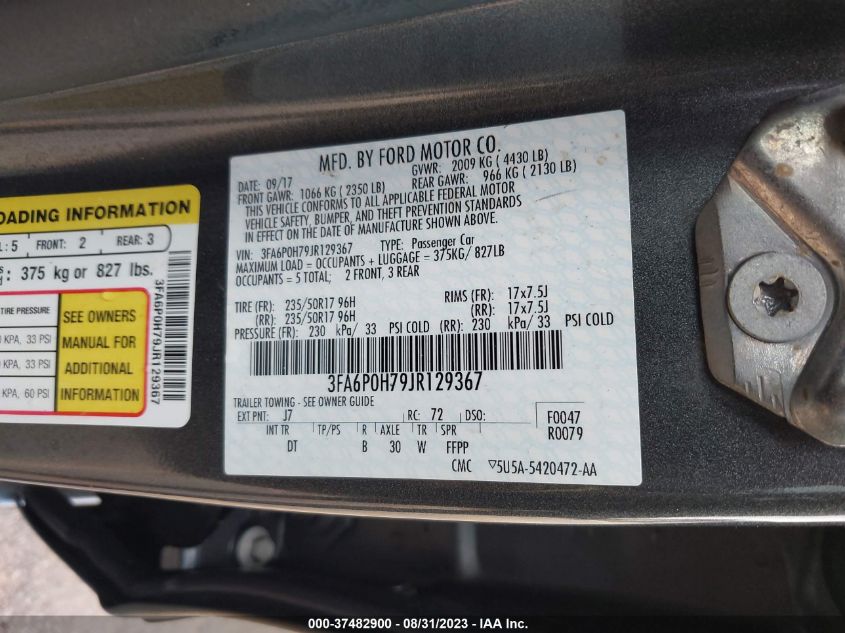 OADING INFORMATION
: 5 FRONT: 2 REAR: 3
375 kg or 827 lbs.
TIRE PRESSURE
KPA, 33 PSI
KPA, 33 PSI
KPA, 60 PSI
SEE OWNERS
MANUAL FOR
ADDITIONAL
INFORMATION
3FA6P0H79JR129367
MFD. BY FORD MOTOR CO.
DATE: 09/17 GVWR: 2009 KG ( 4430 LB)
FRONT GAWR: 1066 KG ( 2350 LB) REAR GAWR: 966 KG ( 2130 LB)
THIS VEHICLE CONFORMS TO ALL APPLICABLE FEDERAL MOTOR
VEHICLE SAFETY, BUMPER, AND THEFT PREVENTION STANDARDS
IN EFFECT ON THE DATE OF MANUFACTURE SHOWN ABOVE.
VIN: 3FA6P0H79JR129367 TYPE: Passenger Car
MAXIMUM LOAD = OCCUPANTS + LUGGAGE = 375KG/ 827LB
OCCUPANTS = 5 TOTAL; 2 FRONT, 3 REAR
TIRE (FR): 235/50R17 96H RIMS (FR): 17x7.5J
(RR): 235/50R17 96H (RR): 17x7.5J
PRESSURE (FR): 230 kPa/ 33 PSI COLD (RR): 230 kPa/ 33 PSI COLD
3FA6P0H79JR129367
TRAILER TOWING - SEE OWNER GUIDE
EXT PNT: J7 RC: 72 DSO: F0047
INT TR TP/PS R AXLE TR SPR R0079
DT B 30 W FFPP
CMC ▽5U5A-5420472-AA
000-37482900 - 08/31/2023 - IAA Inc.